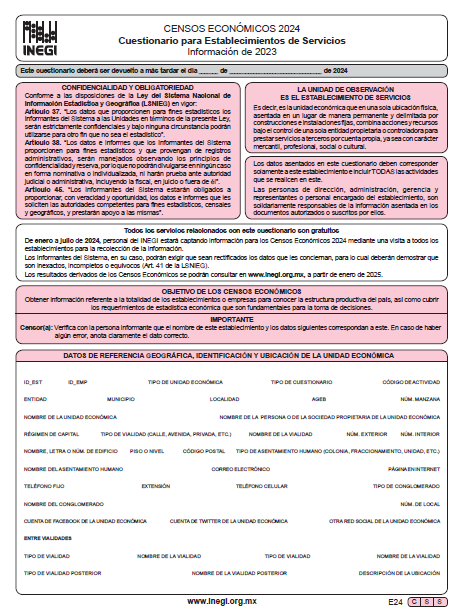 INEGI
CENSOS ECONÓMICOS 2024
Cuestionario para Establecimientos de Servicios
Información de 2023
Este cuestionario deberá ser devuelto a más tardar el día _____ de _____________________ de 2024
CONFIDENCIALIDAD Y OBLIGATORIEDAD
Conforme a las disposiciones de la Ley del Sistema Nacional de
Información Estadística y Geográfica (LSNIEG) en vigor:
Artículo 37. "Los datos que proporcionen para fines estadísticos los
Informantes del Sistema a las Unidades en términos de la presente Ley,
serán estrictamente confidenciales y bajo ninguna circunstancia podrán
utilizarse para otro fin que no sea el estadístico".
Artículo 38. "Los datos e informes que los Informantes del Sistema
proporcionen para fines estadísticos y que provengan de registros
administrativos, serán manejados observando los principios de
confidencialidad y reserva, por lo que no podrán divulgarse en ningún caso
en forma nominativa o individualizada, ni harán prueba ante autoridad
judicial o administrativa, incluyendo la fiscal, en juicio o fuera de él".
Artículo 45. "Los Informantes del Sistema estarán obligados a
proporcionar, con veracidad y oportunidad, los datos e informes que les
soliciten las autoridades competentes para fines estadísticos, censales
y geográficos, y prestarán apoyo a las mismas".
LA UNIDAD DE OBSERVACIÓN
ES EL ESTABLECIMIENTO DE SERVICIOS
Es decir, es la unidad económica que en una sola ubicación física,
asentada en un lugar de manera permanente y delimitada por
construcciones e instalaciones fijas, combina acciones y recursos
bajo el control de una sola entidad propietaria o controladora para
prestar servicios a terceros por cuenta propia, ya sea con carácter
mercantil, profesional, social o cultural.
Los datos asentados en este cuestionario deben corresponder
solamente a este establecimiento e incluir TODAS las actividades
que se realicen en él.
Las personas de dirección, administración, gerencia y
representantes o personal encargado del establecimiento, son
solidariamente responsables de la información asentada en los
documentos autorizados o suscritos por ellos.
Todos los servicios relacionados con este cuestionario son gratuitos
De enero a julio de 2024, personal del INEGI estará captando información para los Censos Económicos 2024 mediante una visita a todos los
establecimientos para la recolección de la información.
Los Informantes del Sistema, en su caso, podrán exigir que sean rectificados los datos que les conciernan, para lo cual deberán demostrar que
son inexactos, incompletos o equívocos (Art. 41 de la LSNIEG).
Los resultados derivados de los Censos Económicos se podrán consultar en www.inegi.org.mx, a partir de enero de 2025.
OBJETIVO DE LOS CENSOS ECONÓMICOS
Obtener información referente a la totalidad de los establecimientos o empresas para conocer la estructura productiva del país, así como cubrir
los requerimientos de estadística económica que son fundamentales para la toma de decisiones.
IMPORTANTE
Censor(a): Verifica con la persona informante que el nombre de este establecimiento y los datos siguientes correspondan a este. En caso de haber
algún error, anota claramente el dato correcto.
DATOS DE REFERENCIA GEOGRÁFICA, IDENTIFICACIÓN Y UBICACIÓN DE LA UNIDAD ECONÓMICA
ID_EST ID_EMP TIPO DE UNIDAD ECONÓMICA TIPO DE CUESTIONARIO CÓDIGO DE ACTIVIDAD
ENTIDAD MUNICIPIO LOCALIDAD AGEB NÚM. MANZANA
NOMBRE DE LA UNIDAD ECONÓMICA NOMBRE DE LA PERSONA O DE LA SOCIEDAD PROPIETARIA DE LA UNIDAD ECONÓMICA
RÉGIMEN DE CAPITAL TIPO DE VIALIDAD (CALLE, AVENIDA, PRIVADA, ETC.) NOMBRE DE LA VIALIDAD NÚM. EXTERIOR NÚM. INTERIOR
NOMBRE, LETRA O NÚM. DE EDIFICIO PISO O NIVEL CÓDIGO POSTAL TIPO DE ASENTAMIENTO HUMANO (COLONIA, FRACCIONAMIENTO, UNIDAD, ETC.)
NOMBRE DEL ASENTAMIENTO HUMANO CORREO ELECTRÓNICO PÁGINA EN INTERNET
TELÉFONO FIJO EXTENSIÓN TELÉFONO CELULAR TIPO DE CONGLOMERADO
NOMBRE DEL CONGLOMERADO NÚM. DE LOCAL
CUENTA DE FACEBOOK DE LA UNIDAD ECONÓMICA CUENTA DE TWITTER DE LA UNIDAD ECONÓMICA OTRA RED SOCIAL DE LA UNIDAD ECONÓMICA
ENTRE VIALIDADES
TIPO DE VIALIDAD NOMBRE DE LA VIALIDAD TIPO DE VIALIDAD NOMBRE DE LA VIALIDAD
TIPO DE VIALIDAD POSTERIOR NOMBRE DE LA VIALIDAD POSTERIOR DESCRIPCIÓN DE LA UBICACIÓN
www.inegi.org.mx
E24 C S S